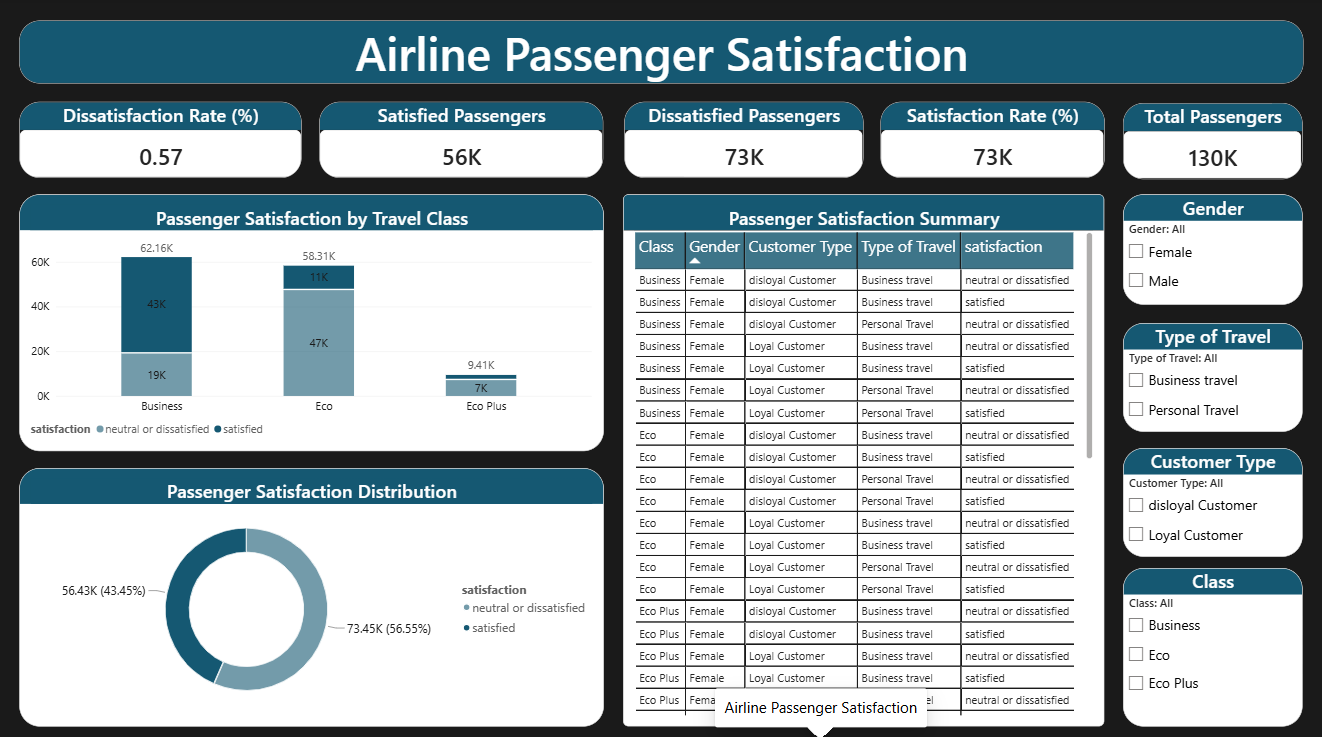 Airline Passenger Satisfaction
Dissatisfaction Rate (%)
0.57
Satisfied Passengers
56K
Dissatisfied Passengers
73K
Satisfaction Rate (%)
73K
Total Passengers
130K
Passenger Satisfaction by Travel Class
62.16K
58.31K
9.41K
60K
40K
20K
0K
43K
19K
11K
47K
7K
Business Eco Eco Plus
satisfaction neutral or dissatisfied satisfied
Passenger Satisfaction Distribution
56.43K (43.45%)
73.45K (56.55%)
satisfaction
neutral or dissatisfied
satisfied
Passenger Satisfaction Summary
Class Gender Customer Type Type of Travel satisfaction
Business Female disloyal Customer Business travel neutral or dissatisfied
Business Female disloyal Customer Business travel satisfied
Business Female disloyal Customer Personal Travel neutral or dissatisfied
Business Female Loyal Customer Business travel neutral or dissatisfied
Business Female Loyal Customer Business travel satisfied
Business Female Loyal Customer Personal Travel neutral or dissatisfied
Business Female Loyal Customer Personal Travel satisfied
Eco Female disloyal Customer Business travel neutral or dissatisfied
Eco Female disloyal Customer Business travel satisfied
Eco Female disloyal Customer Personal Travel neutral or dissatisfied
Eco Female disloyal Customer Personal Travel satisfied
Eco Female Loyal Customer Business travel neutral or dissatisfied
Eco Female Loyal Customer Business travel satisfied
Eco Female Loyal Customer Personal Travel neutral or dissatisfied
Eco Female Loyal Customer Personal Travel satisfied
Eco Plus Female disloyal Customer Business travel neutral or dissatisfied
Eco Plus Female disloyal Customer Business travel satisfied
Eco Plus Female Loyal Customer Business travel neutral or dissatisfied
Eco Plus Female Loyal Customer Business travel satisfied
Eco Plus neutral or dissatisfied
Airline Passenger Satisfaction
Gender
Gender: All
Female
Male
Type of Travel
Type of Travel: All
Business travel
Personal Travel
Customer Type
Customer Type: All
disloyal Customer
Loyal Customer
Class
Class: All
Business
Eco
Eco Plus